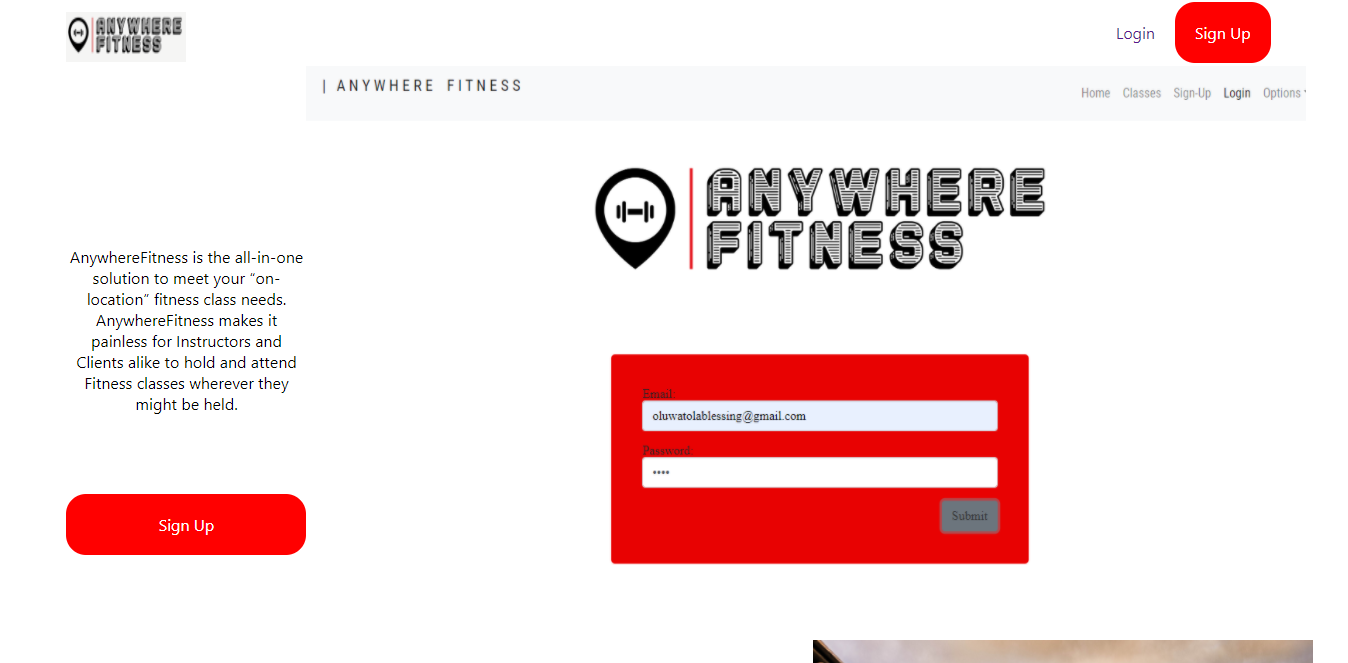 ANYWHERE
FITNESS
Login
Sign Up
| ANYWHERE FITNESS
Home Classes Sign-Up Login Options
ANYWHERE
FITNESS
AnywhereFitness is the all-in-one
solution to meet your “on-
location” fitness class needs.
AnywhereFitness makes it
painless for Instructors and
Clients alike to hold and attend
Fitness classes wherever they
might be held.
Sign Up
Email:
oluwatolablessing@gmail.com
Password:
••••
Submit